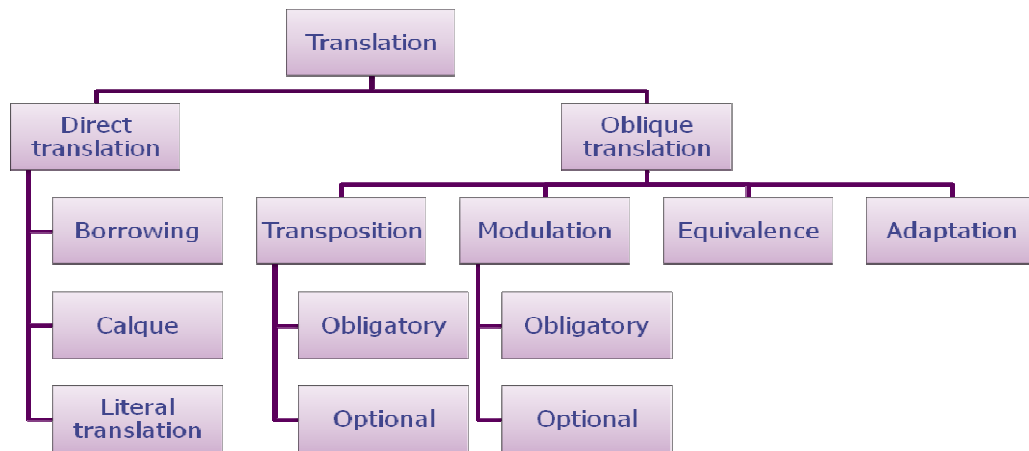 Translation
Direct
translation
Oblique
translation
Borrowing
Transposition
Modulation
Equivalence
Adaptation
Calque
Obligatory
Obligatory
Literal
translation
Optional
Optional